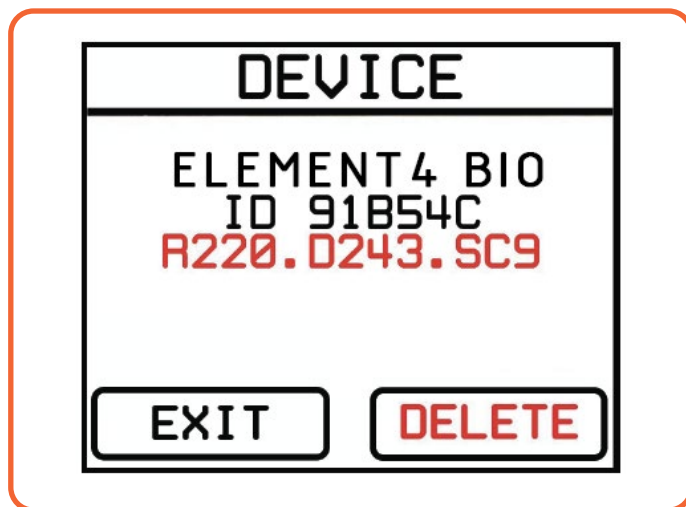 DEVICE
ELEMENT4 BIO
ID 91B54C
R220.D243.SC9
EXIT DELETE